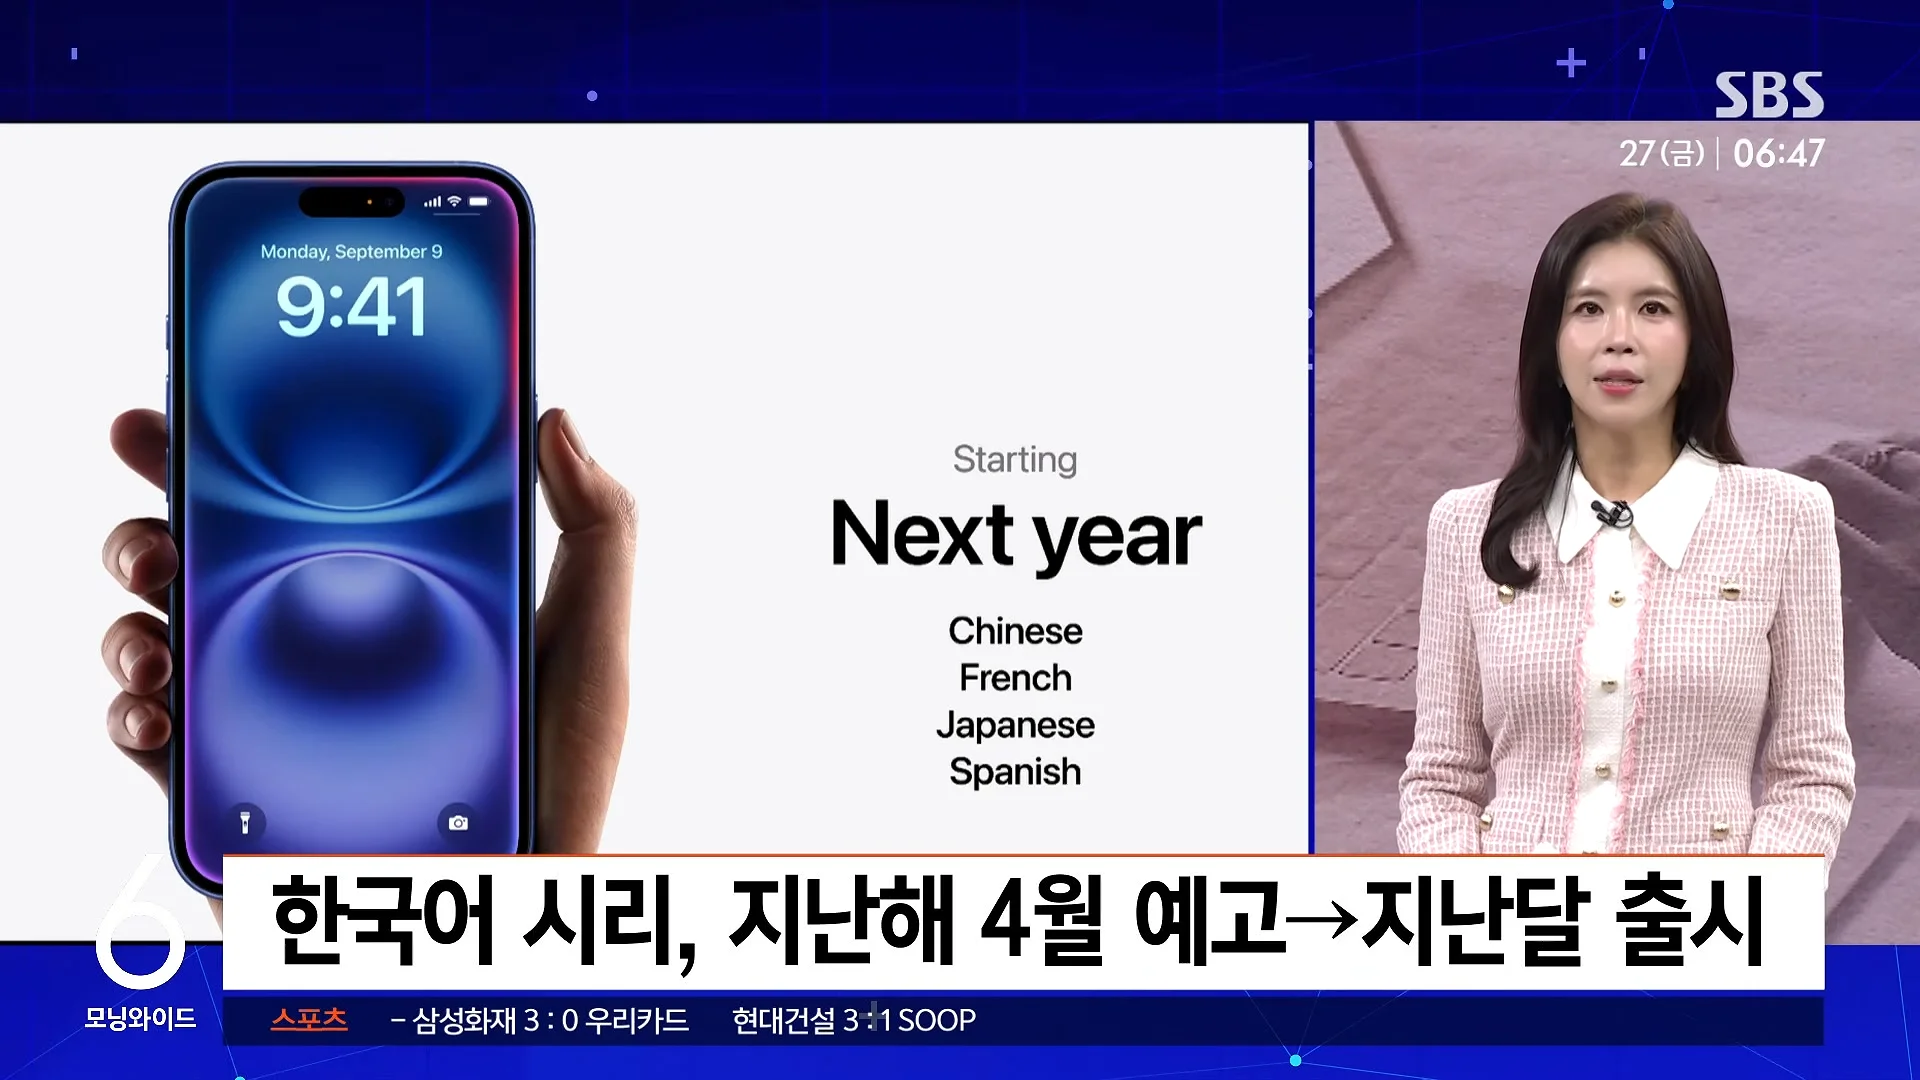 SBS
27(금) | 06:47
Monday, September 9
9:41
Starting
Next year
Chinese
French
Japanese
Spanish
한국어 시리, 지난해 4월 예고→지난달 출시
6
모닝와이드
스포츠 - 삼성화재 3 : 0 우리카드 현대건설 3 : 1 SOOP